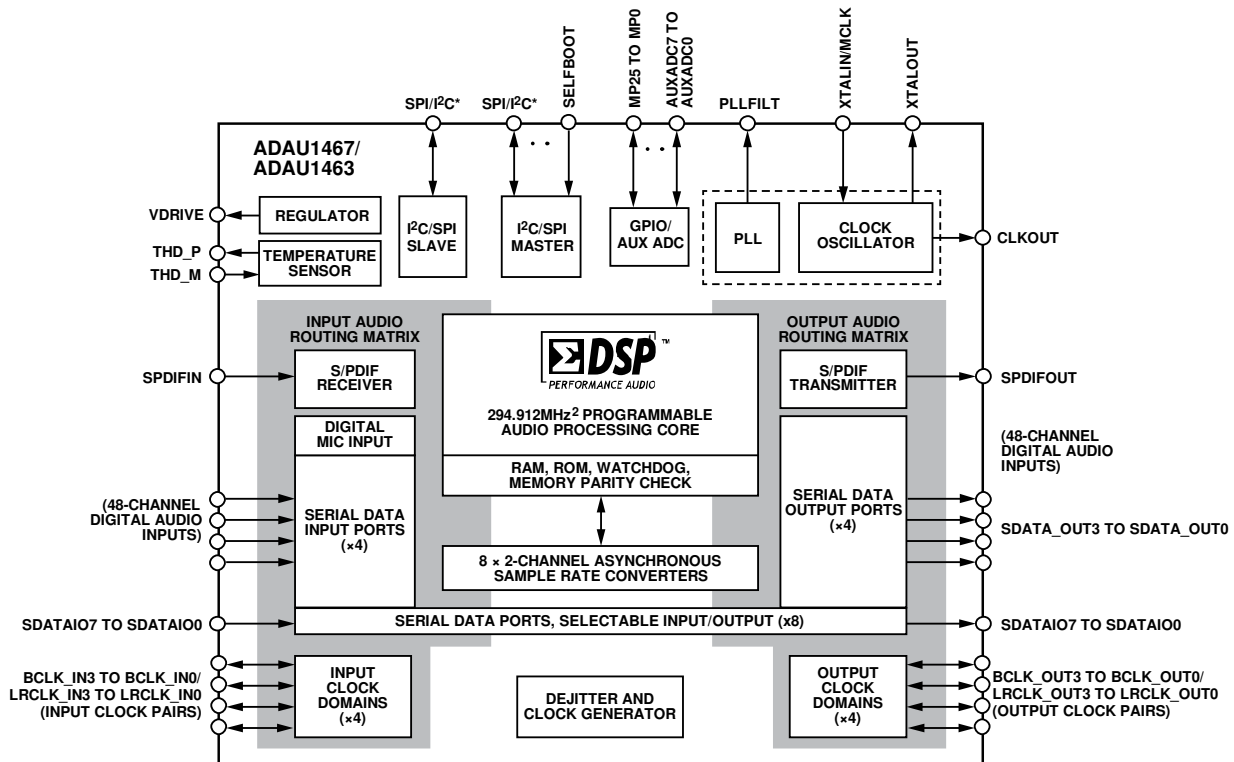 SPI/I2C*
SPI/I2C*
SELFBOOT
MP25 TO MP0
AUXADC7 TO
AUXADC0
PLLFILT
XTALIN/MCLK
XTALOUT
ADAU1467/
ADAU1463
VDRIVE
REGULATOR
THD_P
THD_M
TEMPERATURE
SENSOR
I2C/SPI
SLAVE
I2C/SPI
MASTER
GPIO/
AUX ADC
PLL
CLOCK
OSCILLATOR
CLKOUT
INPUT AUDIO
ROUTING MATRIX
ΣDSP™
PERFORMANCE AUDIO
294.912MHz2 PROGRAMMABLE
AUDIO PROCESSING CORE
RAM, ROM, WATCHDOG,
MEMORY PARITY CHECK
OUTPUT AUDIO
ROUTING MATRIX
SPDIFIN
S/PDIF
RECEIVER
S/PDIF
TRANSMITTER
SPDIFOUT
DIGITAL
MIC INPUT
(48-CHANNEL
DIGITAL AUDIO
INPUTS)
(48-CHANNEL
DIGITAL AUDIO
INPUTS)
SERIAL DATA
INPUT PORTS
(×4)
SERIAL DATA
OUTPUT PORTS
(×4)
SDATA_OUT3 TO SDATA_OUT0
8 × 2-CHANNEL ASYNCHRONOUS
SAMPLE RATE CONVERTERS
SDATAIO7 TO SDATAIO0
SERIAL DATA PORTS, SELECTABLE INPUT/OUTPUT (x8)
SDATAIO7 TO SDATAIO0
BCLK_IN3 TO BCLK_IN0/
LRCLK_IN3 TO LRCLK_IN0
(INPUT CLOCK PAIRS)
INPUT
CLOCK
DOMAINS
(×4)
DEJITTER AND
CLOCK GENERATOR
OUTPUT
CLOCK
DOMAINS
(×4)
BCLK_OUT3 TO BCLK_OUT0/
LRCLK_OUT3 TO LRCLK_OUT0
(OUTPUT CLOCK PAIRS)